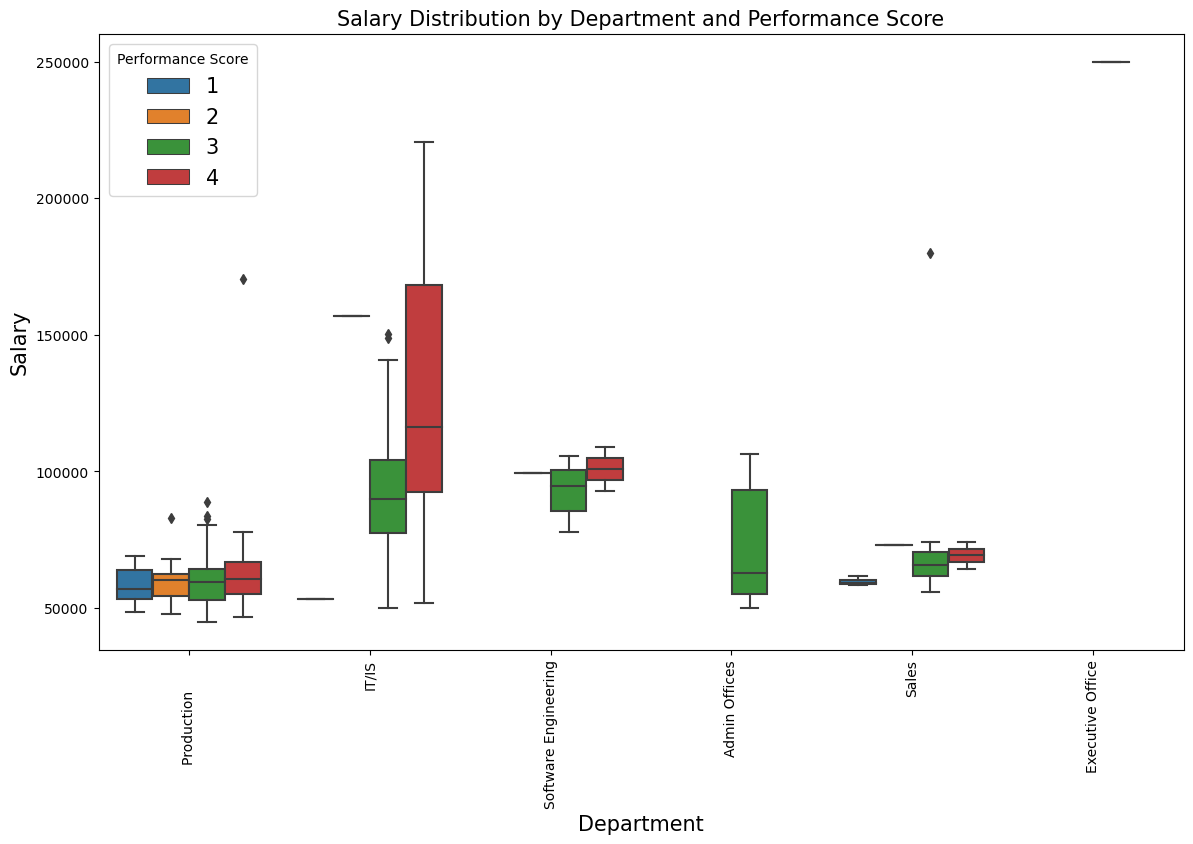 Salary Distribution by Department and Performance Score
Performance Score
1
2
3
4
Salary
250000
200000
150000
100000
50000
Production
IT/IS
Software Engineering
Admin Offices
Sales
Executive Office
Department